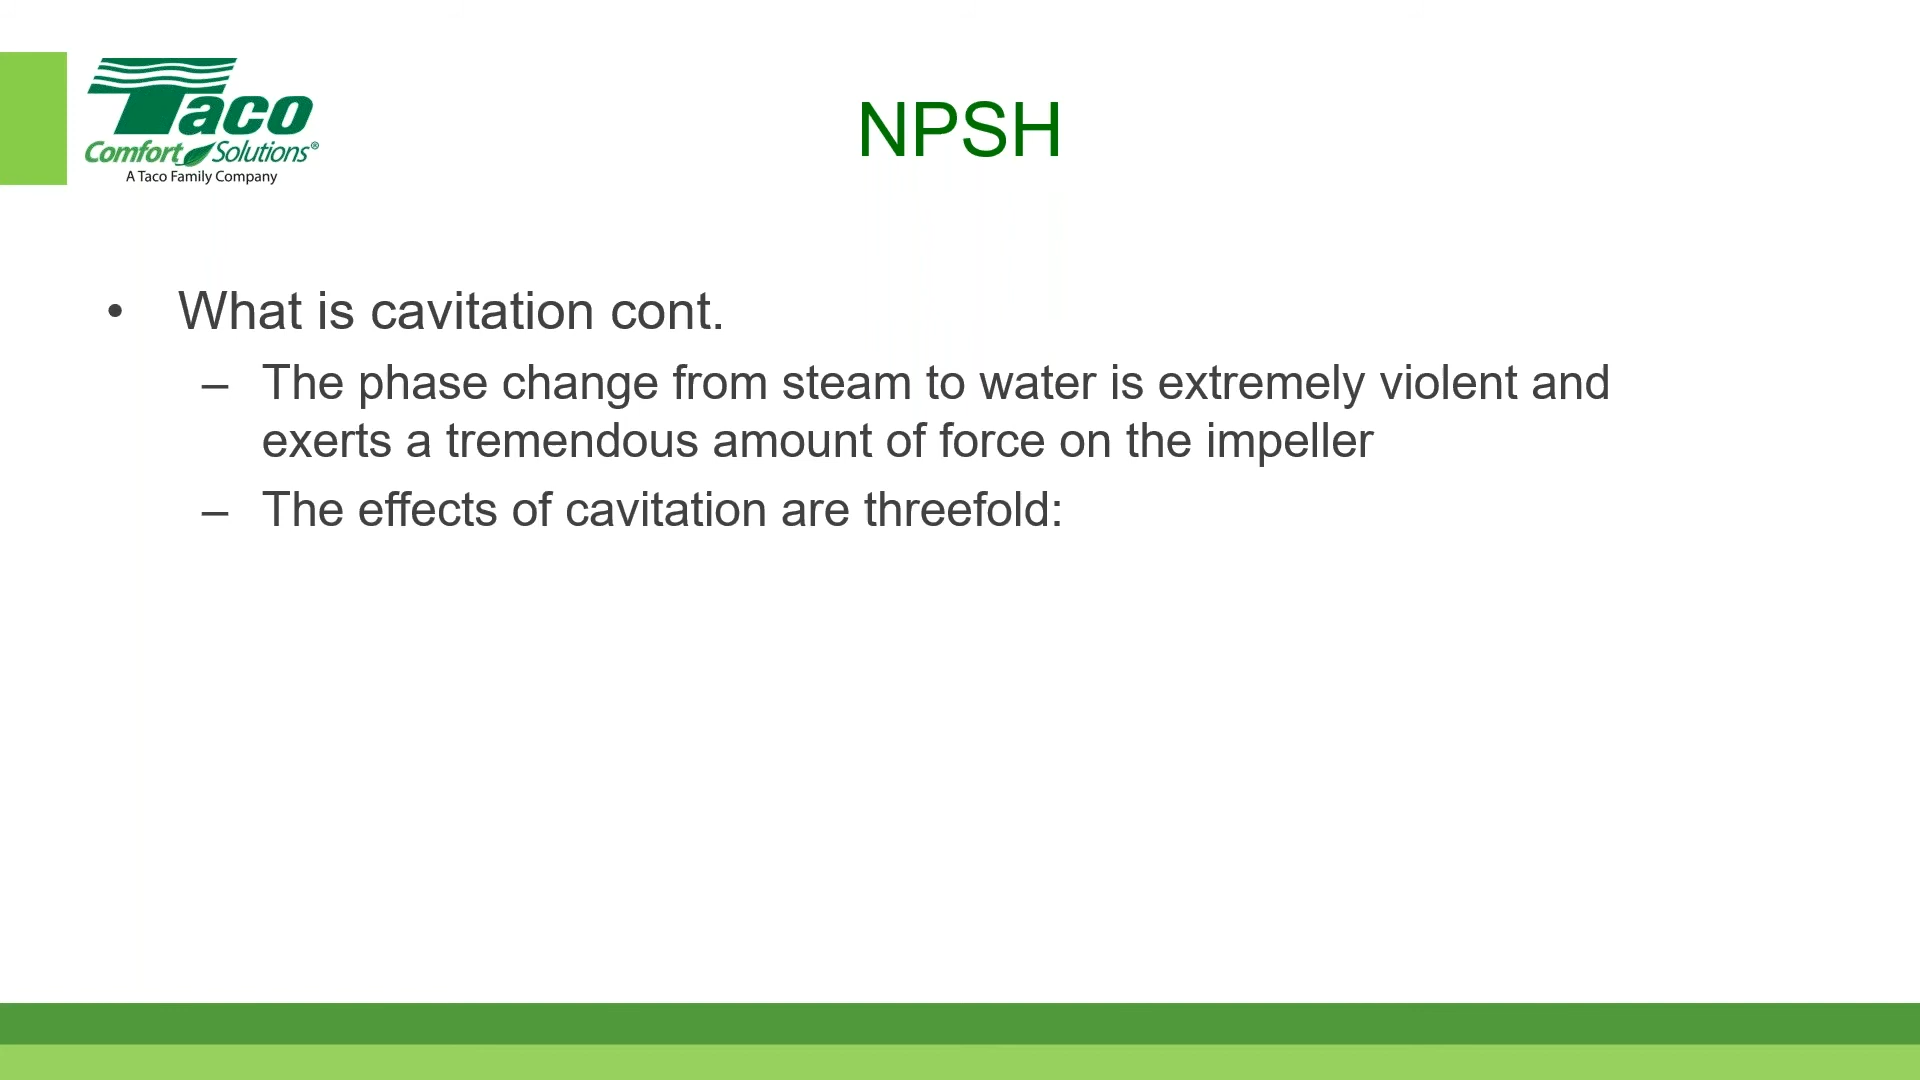 Taco
Comfort Solutions®
A Taco Family Company
NPSH
• What is cavitation cont.
– The phase change from steam to water is extremely violent and
exerts a tremendous amount of force on the impeller
– The effects of cavitation are threefold: